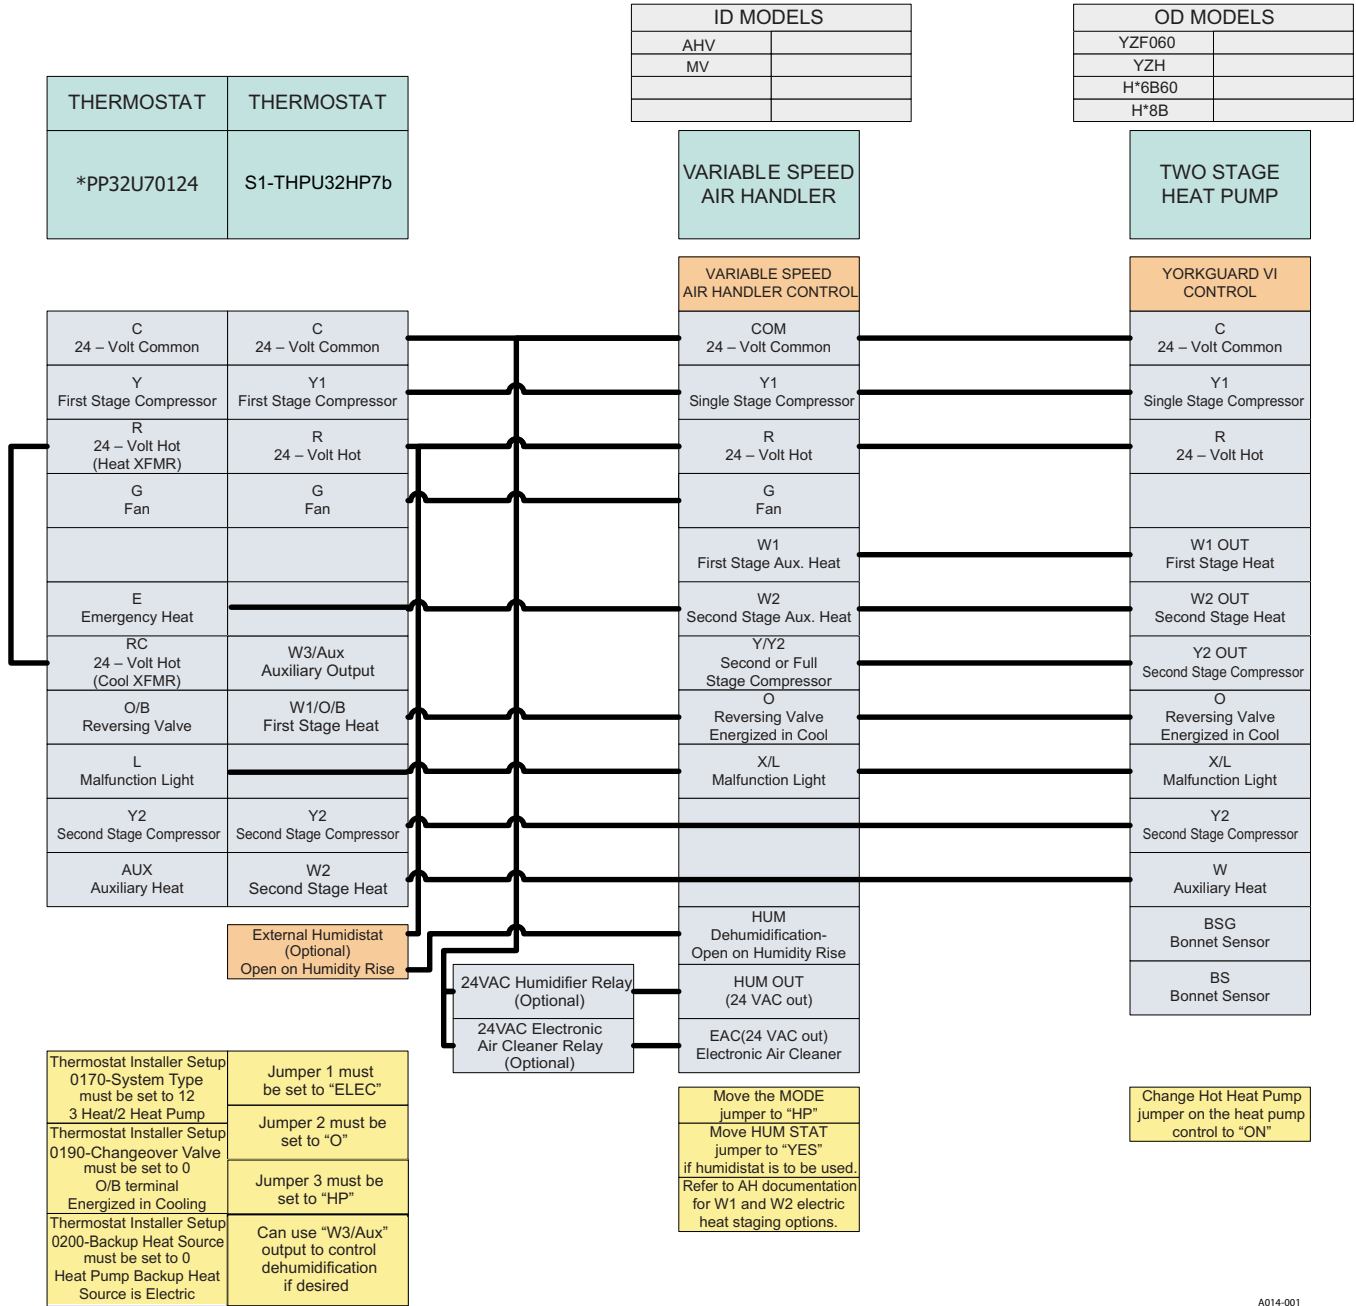 ID MODELS
AHV
MV
OD MODELS
YZF060
YZH
H*6B60
H*8B
THERMOSTAT
THERMOSTAT
*PP32U70124
S1-THPU32HP7b
VARIABLE SPEED
AIR HANDLER
TWO STAGE
HEAT PUMP
VARIABLE SPEED
AIR HANDLER CONTROL
YORKGUARD VI
CONTROL
C
24 – Volt Common
C
24 – Volt Common
COM
24 – Volt Common
C
24 – Volt Common
Y
First Stage Compressor
Y1
First Stage Compressor
Y1
Single Stage Compressor
Y1
Single Stage Compressor
R
24 – Volt Hot
(Heat XFMR)
R
24 – Volt Hot
R
24 – Volt Hot
R
24 – Volt Hot
G
Fan
G
Fan
G
Fan
W1
First Stage Aux. Heat
W1 OUT
First Stage Heat
E
Emergency Heat
W2
Second Stage Aux. Heat
W2 OUT
Second Stage Heat
RC
24 – Volt Hot
(Cool XFMR)
W3/Aux
Auxiliary Output
Y/Y2
Second or Full
Stage Compressor
Y2 OUT
Second Stage Compressor
O/B
Reversing Valve
W1/O/B
First Stage Heat
O
Reversing Valve
Energized in Cool
O
Reversing Valve
Energized in Cool
L
Malfunction Light
X/L
Malfunction Light
X/L
Malfunction Light
Y2
Second Stage Compressor
Y2
Second Stage Compressor
Y2
Second Stage Compressor
AUX
Auxiliary Heat
W2
Second Stage Heat
W
Auxiliary Heat
External Humidistat
(Optional)
Open on Humidity Rise
HUM
Dehumidification-
Open on Humidity Rise
BSG
Bonnet Sensor
24VAC Humidifier Relay
(Optional)
HUM OUT
(24 VAC out)
BS
Bonnet Sensor
24VAC Electronic
Air Cleaner Relay
(Optional)
EAC(24 VAC out)
Electronic Air Cleaner
Thermostat Installer Setup
0170-System Type
must be set to 12
3 Heat/2 Heat Pump
Thermostat Installer Setup
0190-Changeover Valve
must be set to 0
O/B terminal
Energized in Cooling
Thermostat Installer Setup
0200-Backup Heat Source
must be set to 0
Heat Pump Backup Heat
Source is Electric
Jumper 1 must
be set to “ELEC”
Jumper 2 must be
set to “O”
Jumper 3 must be
set to “HP”
Can use “W3/Aux”
output to control
dehumidification
if desired
Move the MODE
jumper to “HP”
Move HUM STAT
jumper to “YES”
if humidistat is to be used.
Refer to AH documentation
for W1 and W2 electric
heat staging options.
Change Hot Heat Pump
jumper on the heat pump
control to “ON”
A014-001